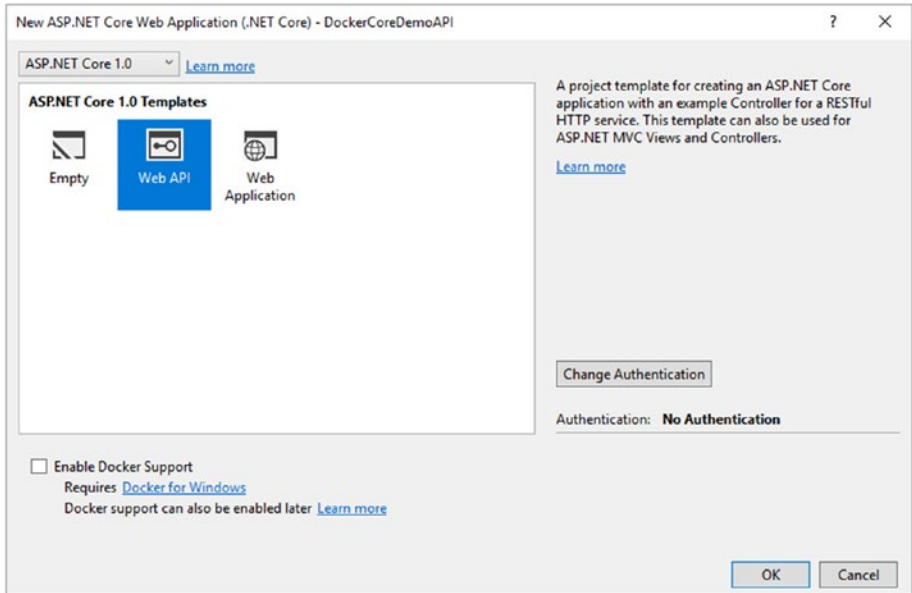 New ASP.NET Core Web Application (.NET Core) - DockerCoreDemoAPI
ASP.NET Core 1.0
Learn more
ASP.NET Core 1.0 Templates
Empty
Web API
Web
Application
A project template for creating an ASP.NET Core
application with an example Controller for a RESTful
HTTP service. This template can also be used for
ASP.NET MVC Views and Controllers.
Learn more
Change Authentication
Authentication: No Authentication
Enable Docker Support
Requires Docker for Windows
Docker support can also be enabled later Learn more
OK
Cancel